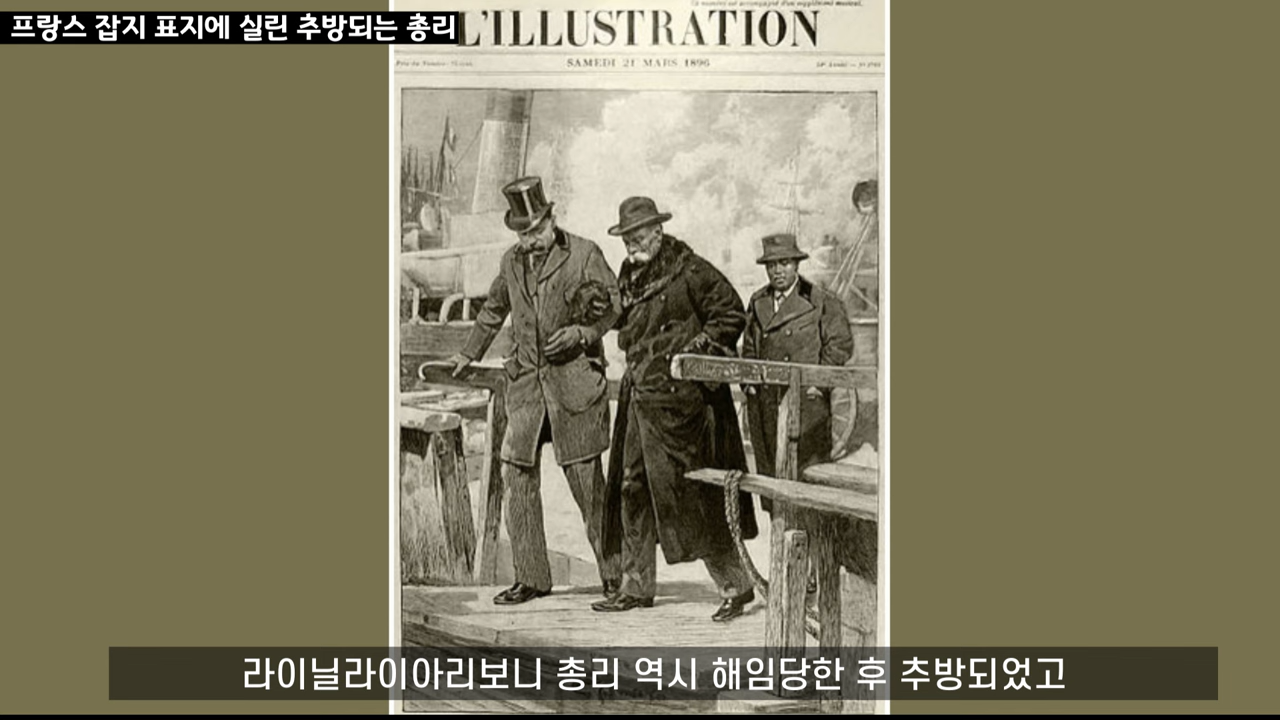 프랑스 잡지 표지에 실린 추방되는 총리
L'ILLUSTRATION
SAMEDI 21 MARS 1896
라이닐라이아리보니 총리 역시 해임당한 후 추방되었고